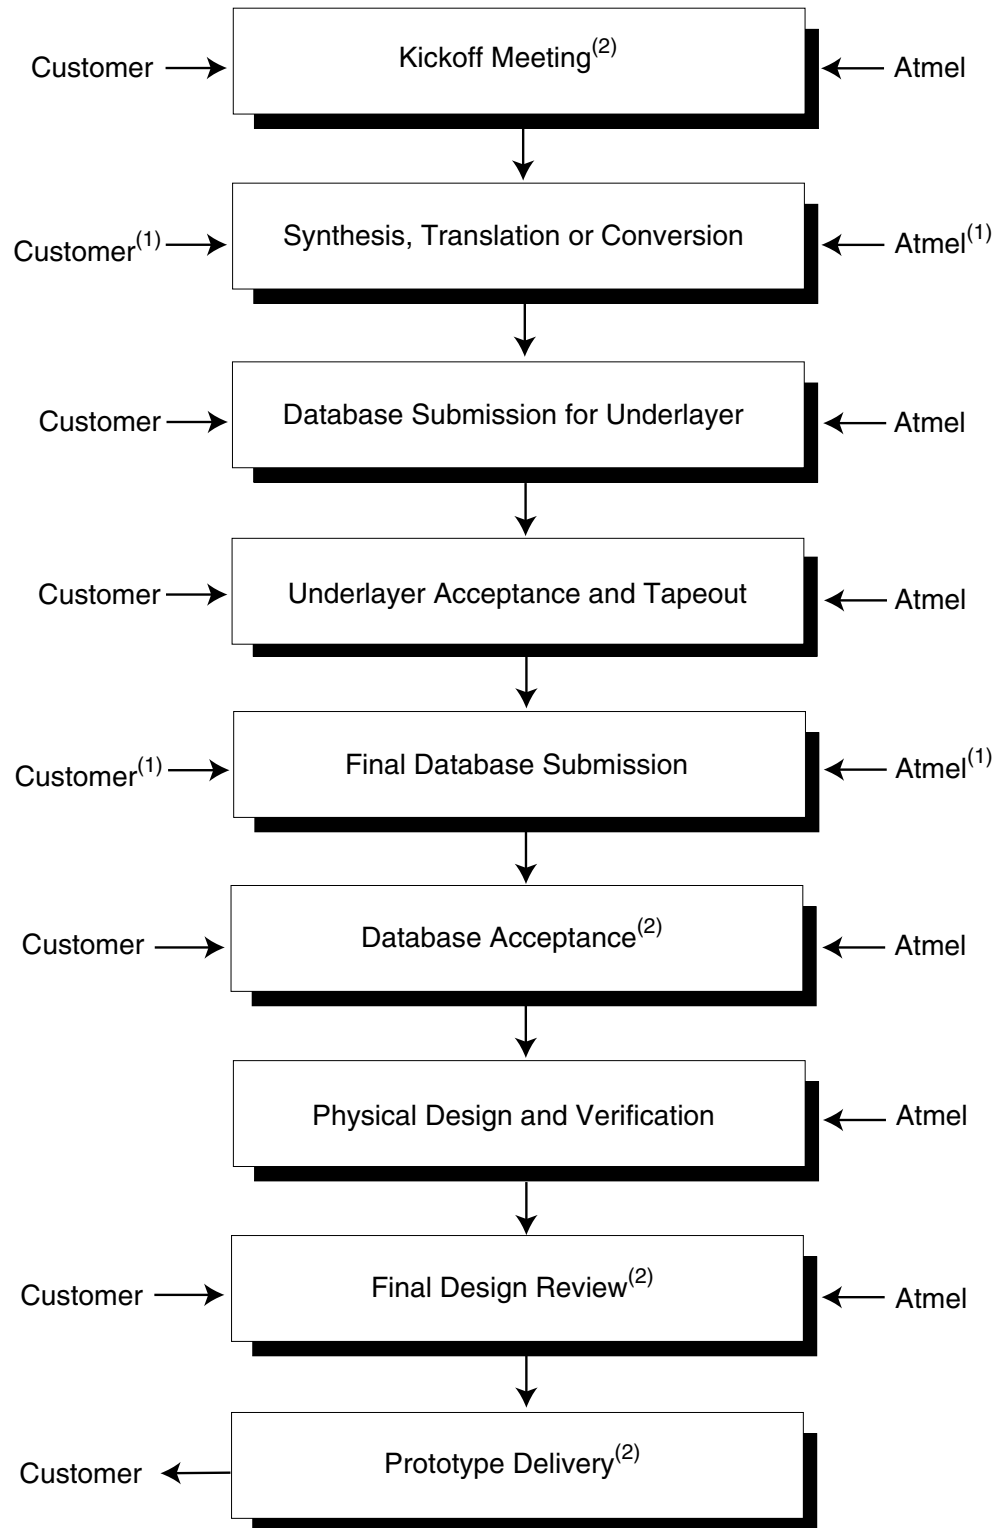 Customer Kickoff Meeting(2) Atmel
Customer(1) Synthesis, Translation or Conversion Atmel(1)
Customer Database Submission for Underlayer Atmel
Customer Underlayer Acceptance and Tapeout Atmel
Customer(1) Final Database Submission Atmel(1)
Customer Database Acceptance(2) Atmel
Physical Design and Verification Atmel
Customer Final Design Review(2) Atmel
Customer Prototype Delivery(2)